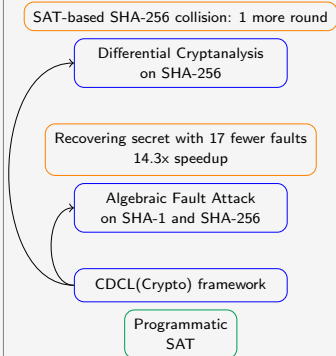 SAT-based SHA-256 collision: 1 more round
Differential Cryptanalysis
on SHA-256
Recovering secret with 17 fewer faults
14.3x speedup
Algebraic Fault Attack
on SHA-1 and SHA-256
CDCL(Crypto) framework
Programmatic
SAT